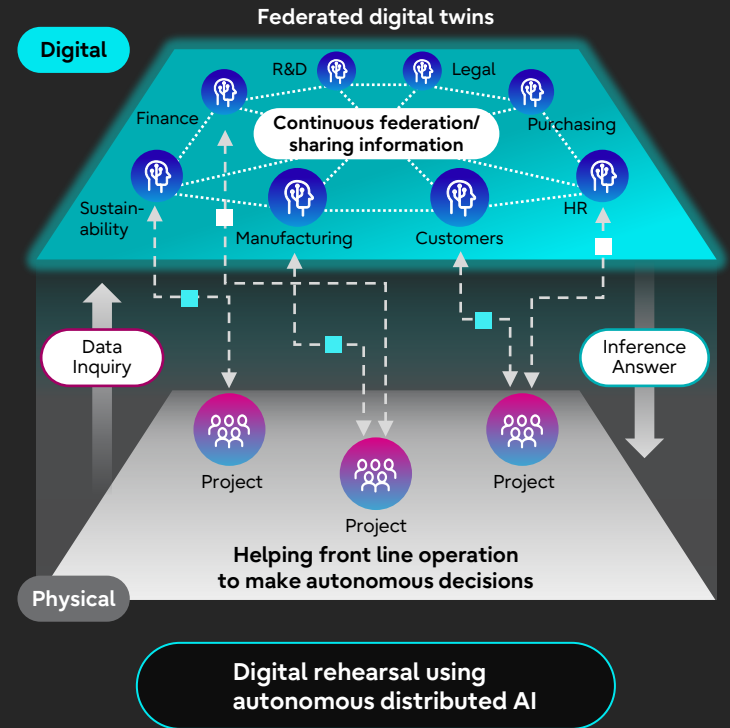 Federated digital twins
Digital
R&D
Legal
Finance
Purchasing
Continuous federation/
sharing information
Sustain-
ability
HR
Manufacturing
Customers
Data
Inquiry
Inference
Answer
Project
Project
Project
Helping front line operation
to make autonomous decisions
Physical
Digital rehearsal using
autonomous distributed AI